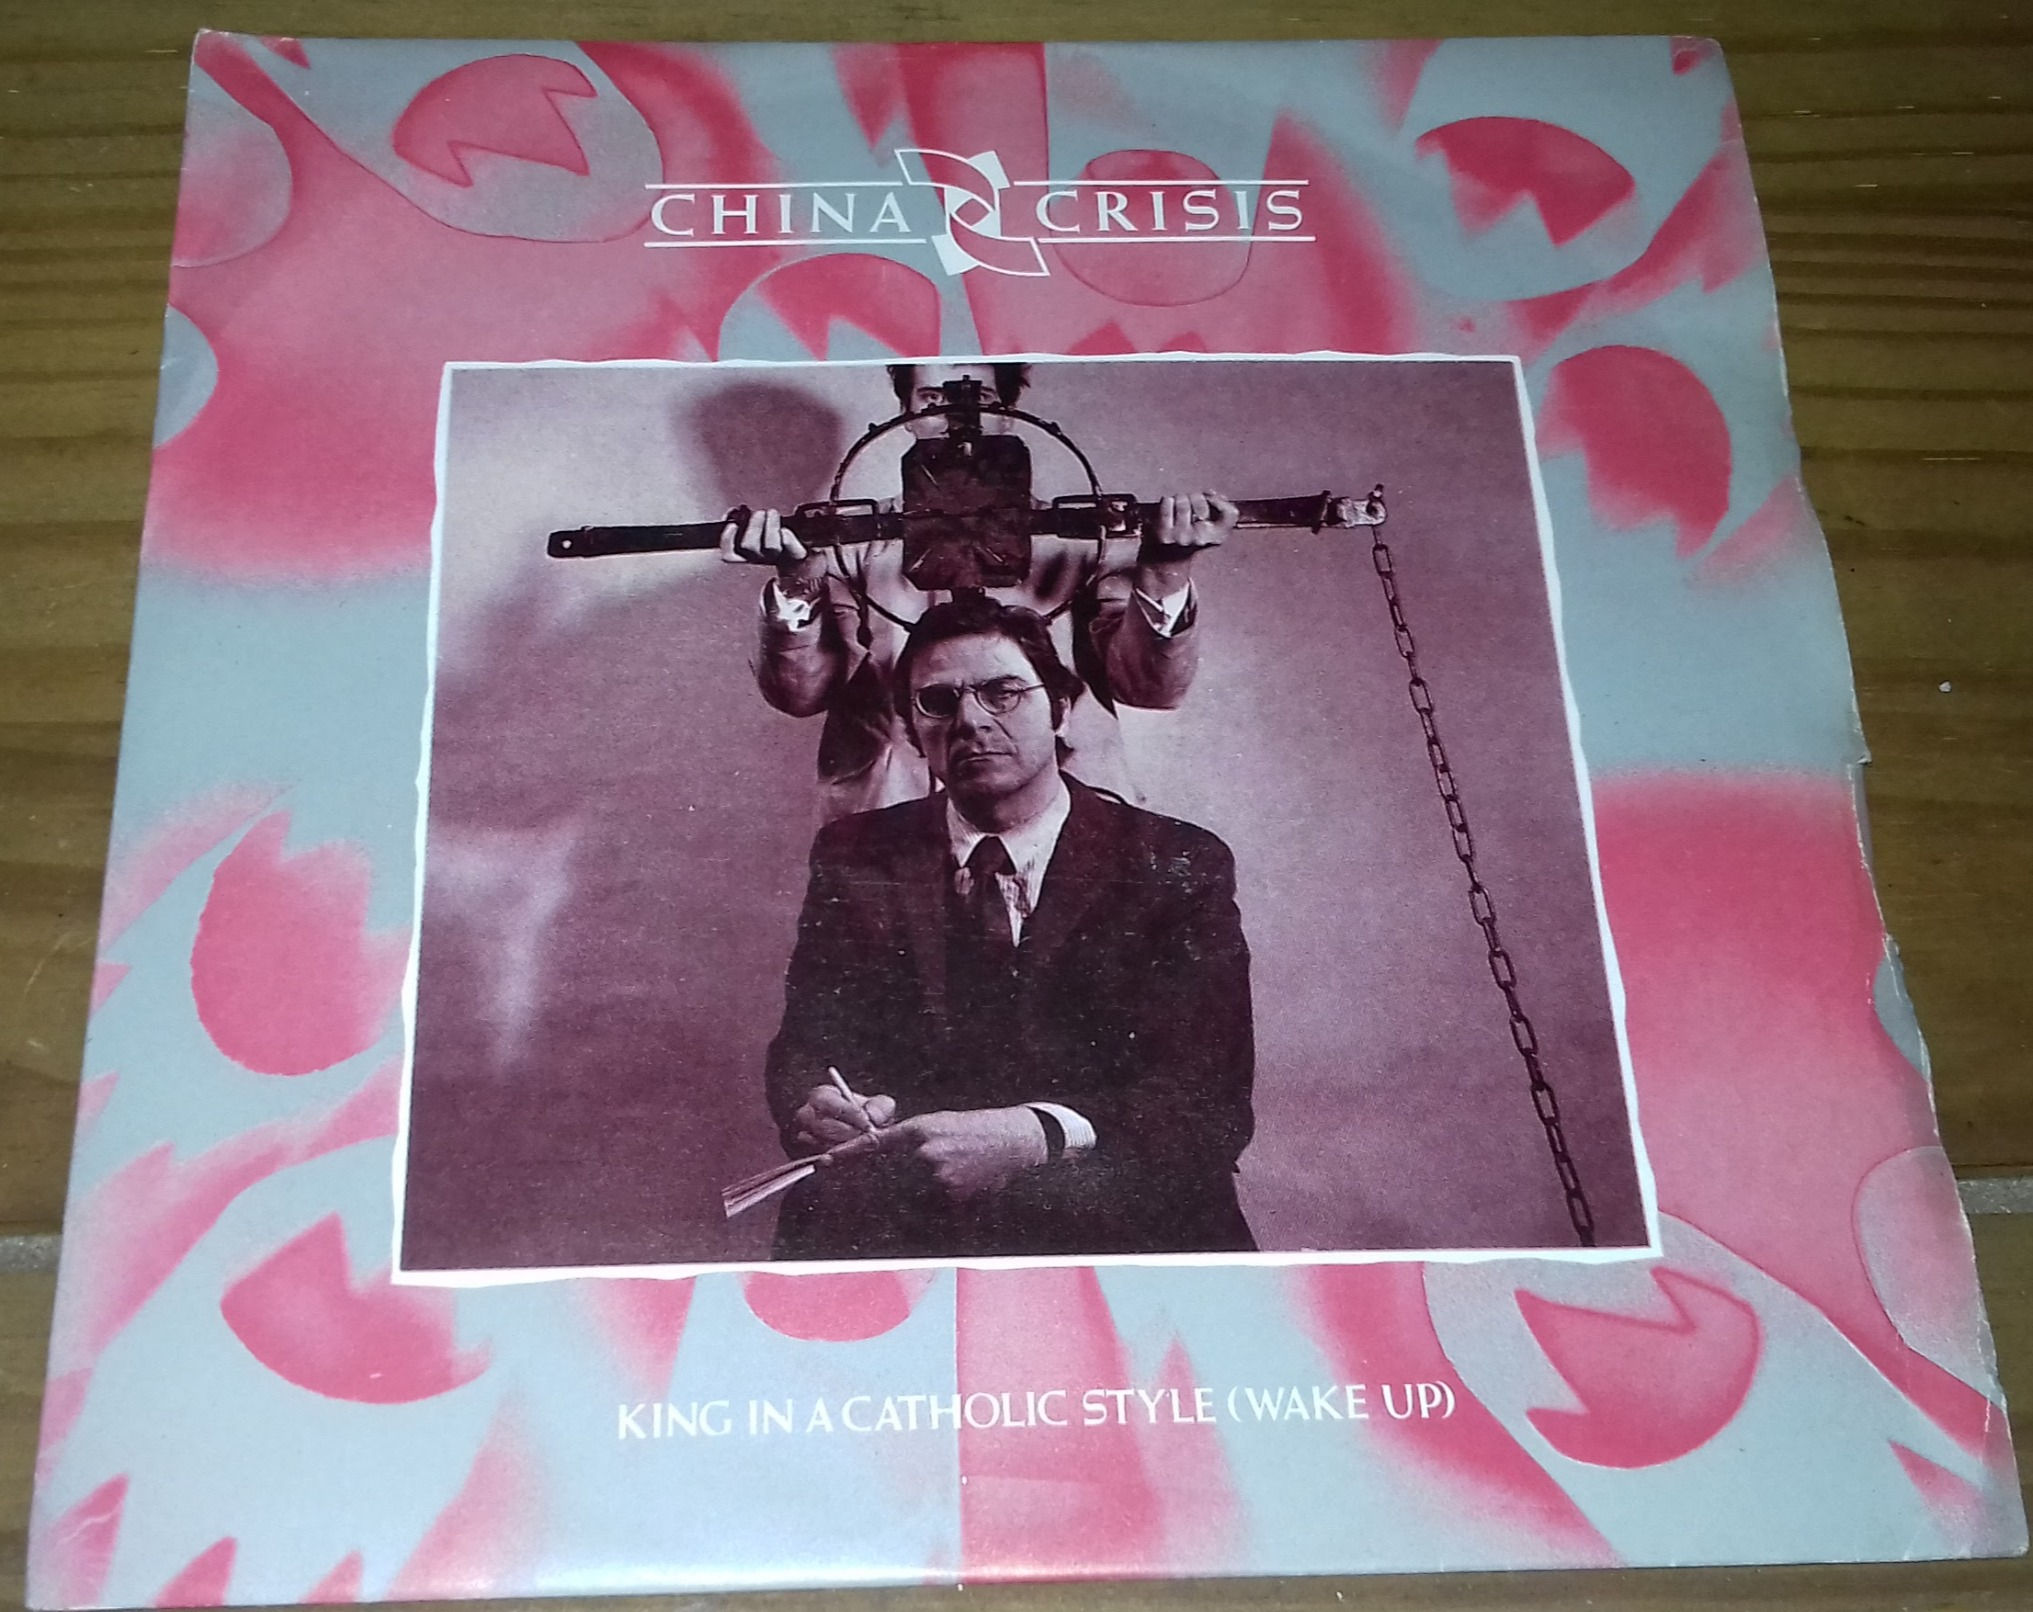 CHINA CRISIS
KING IN A CATHOLIC STYLE (WAKE UP)